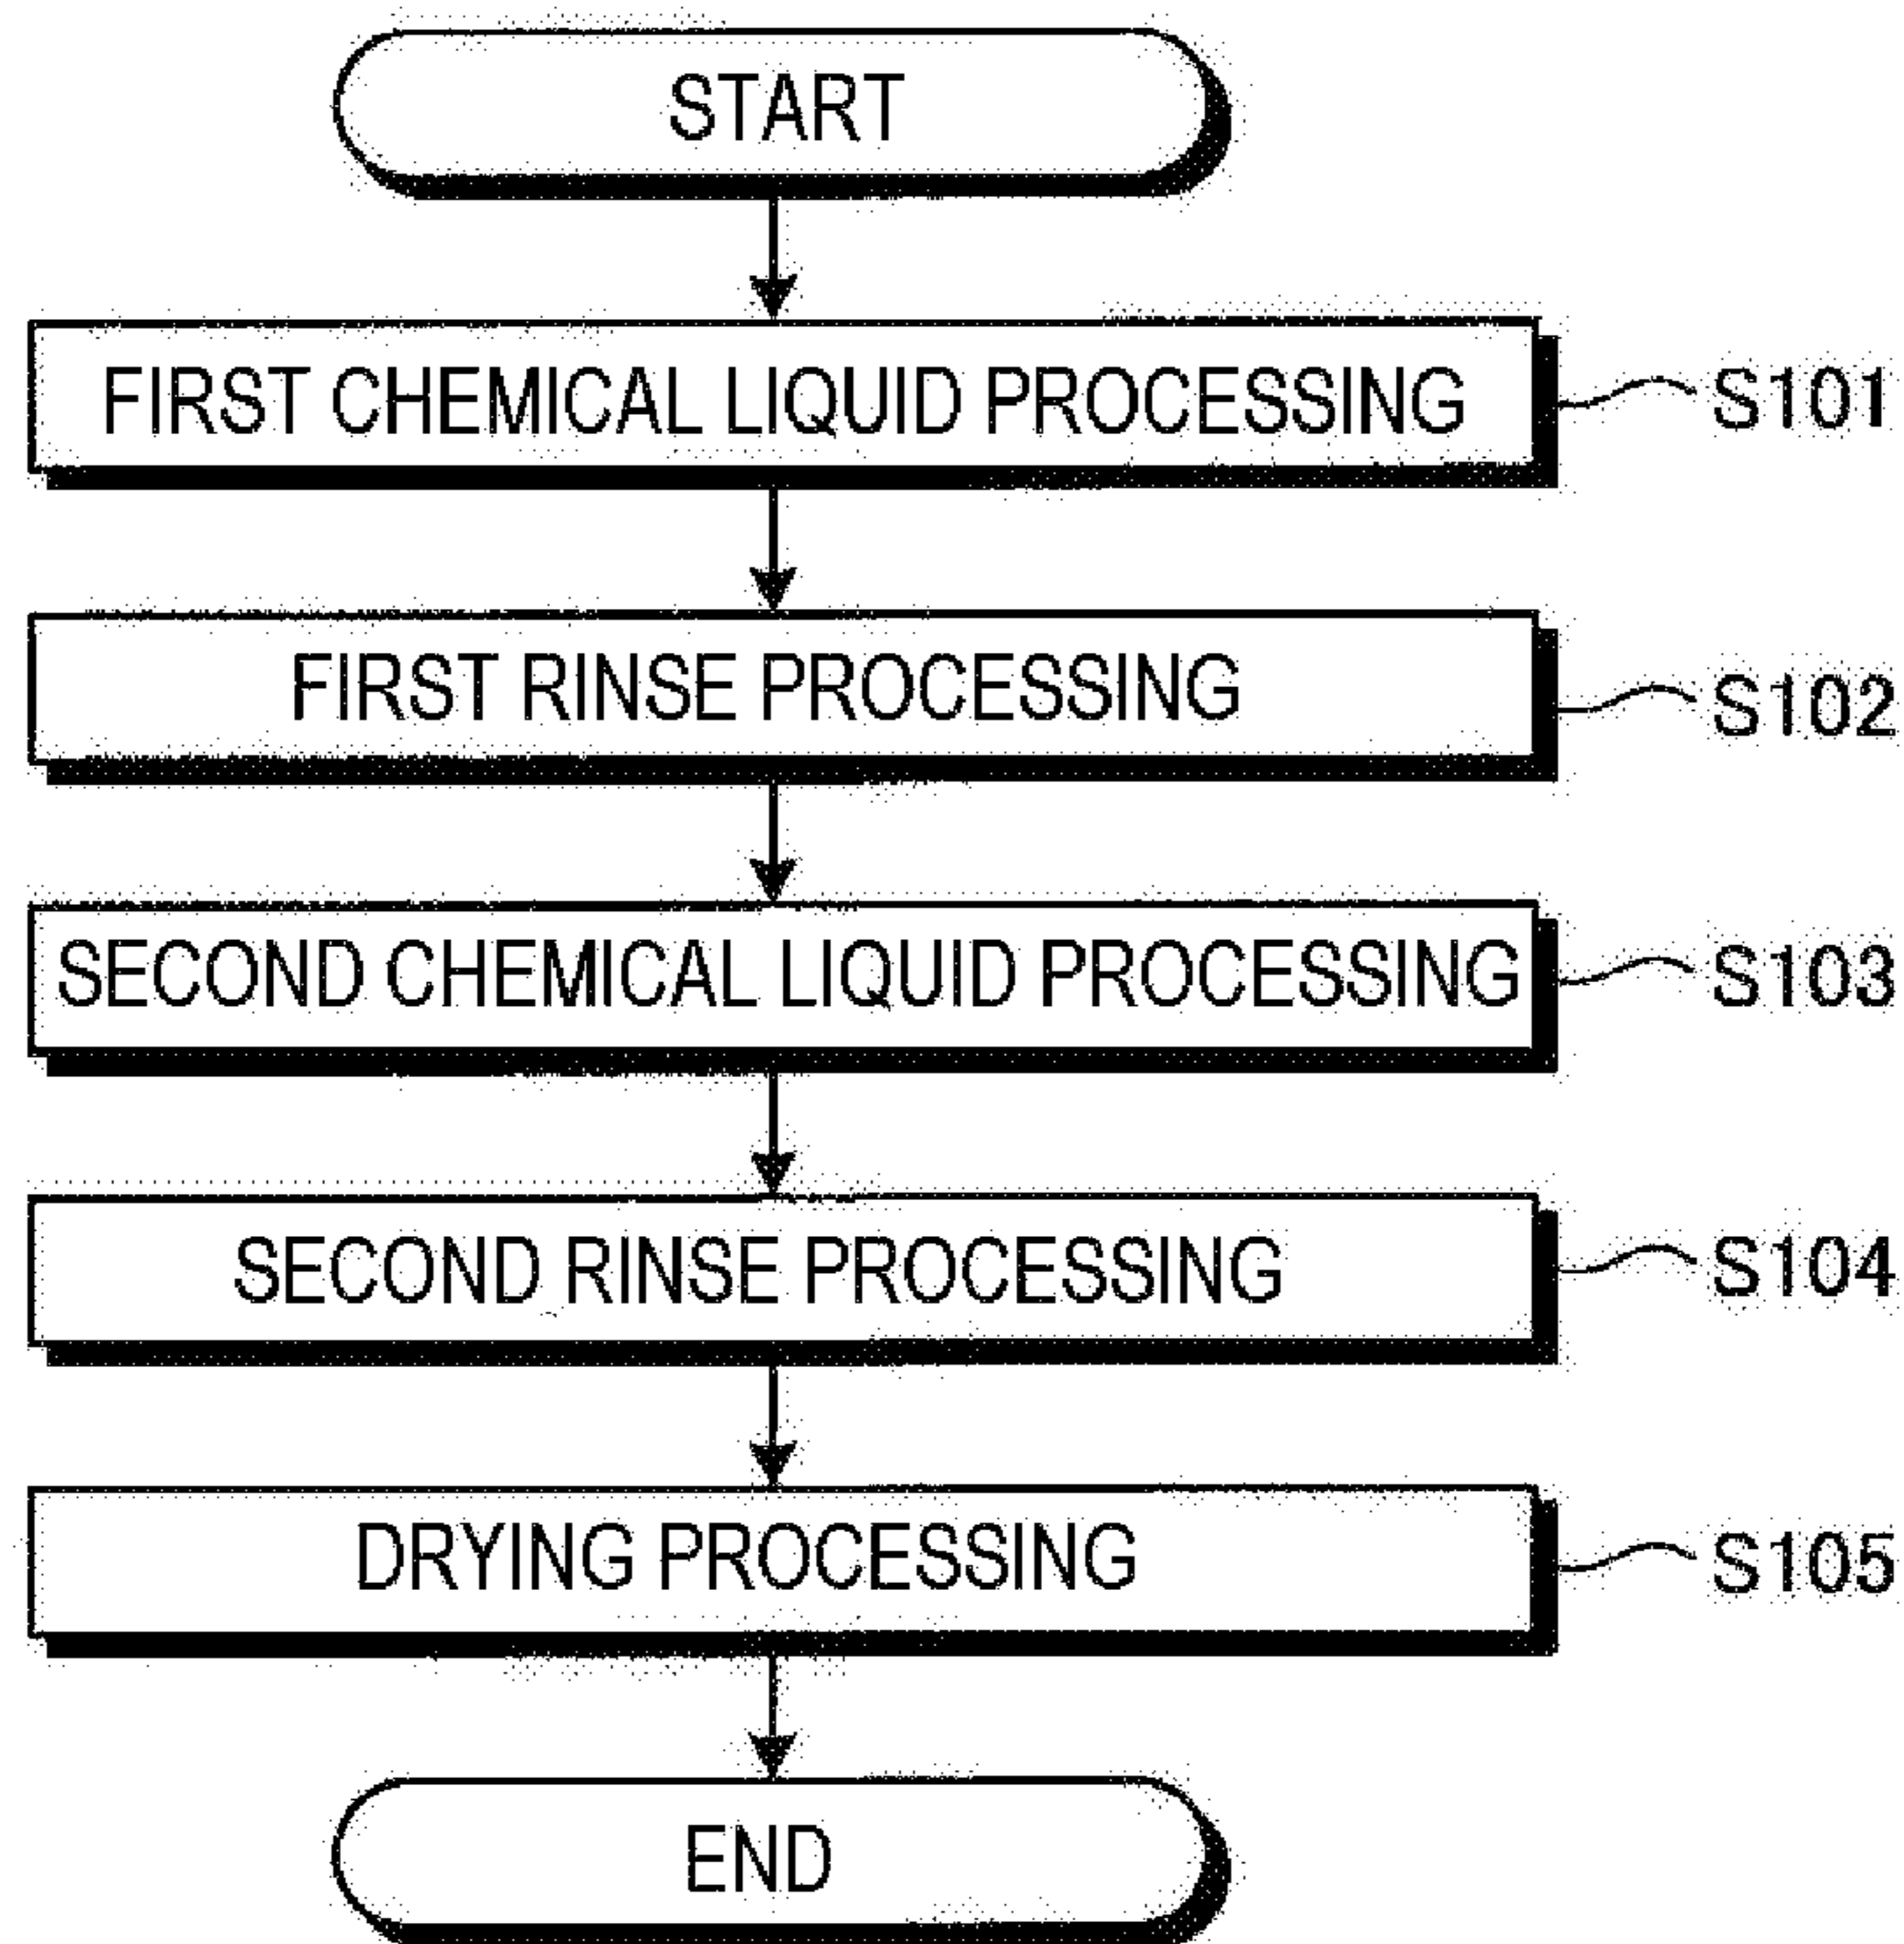 START
FIRST CHEMICAL LIQUID PROCESSING S101
FIRST RINSE PROCESSING S102
SECOND CHEMICAL LIQUID PROCESSING S103
SECOND RINSE PROCESSING S104
DRYING PROCESSING S105
END